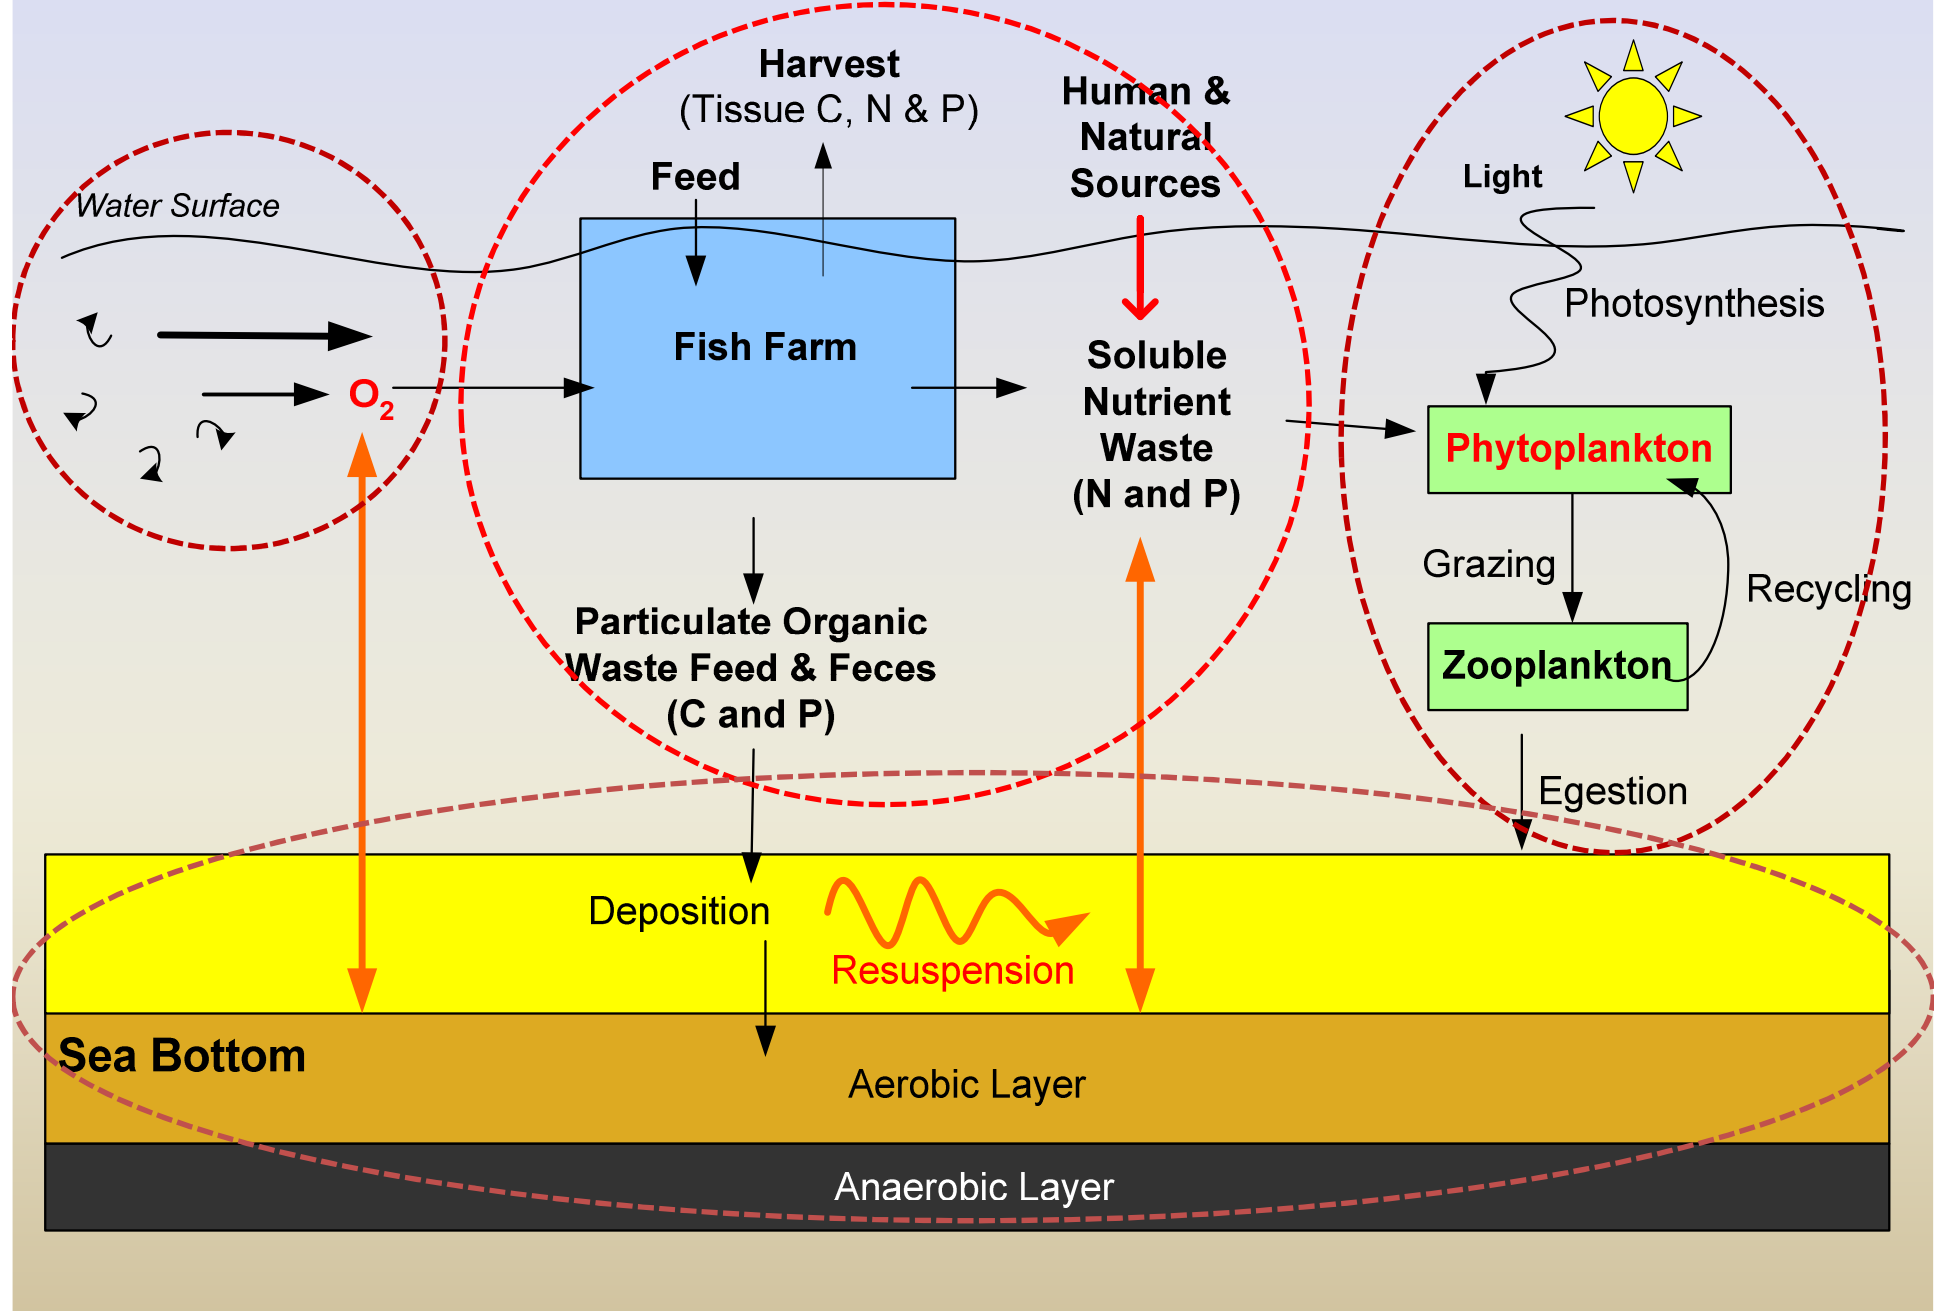 Harvest
(Tissue C, N & P)
Human &
Natural
Sources
Feed
Light
Water Surface
Photosynthesis
Fish Farm
O2
Soluble
Nutrient
Waste
(N and P)
Phytoplankton
Grazing
Recycling
Zooplankton
Particulate Organic
Waste Feed & Feces
(C and P)
Egestion
Deposition
Resuspension
Sea Bottom
Aerobic Layer
Anaerobic Layer